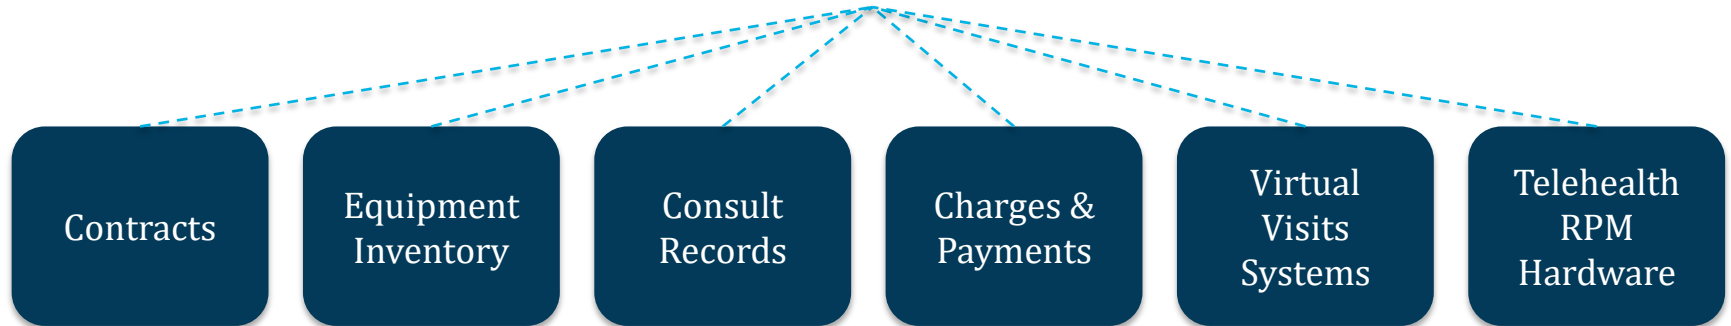 Contracts
Equipment
Inventory
Consult
Records
Charges &
Payments
Virtual
Visits
Systems
Telehealth
RPM
Hardware